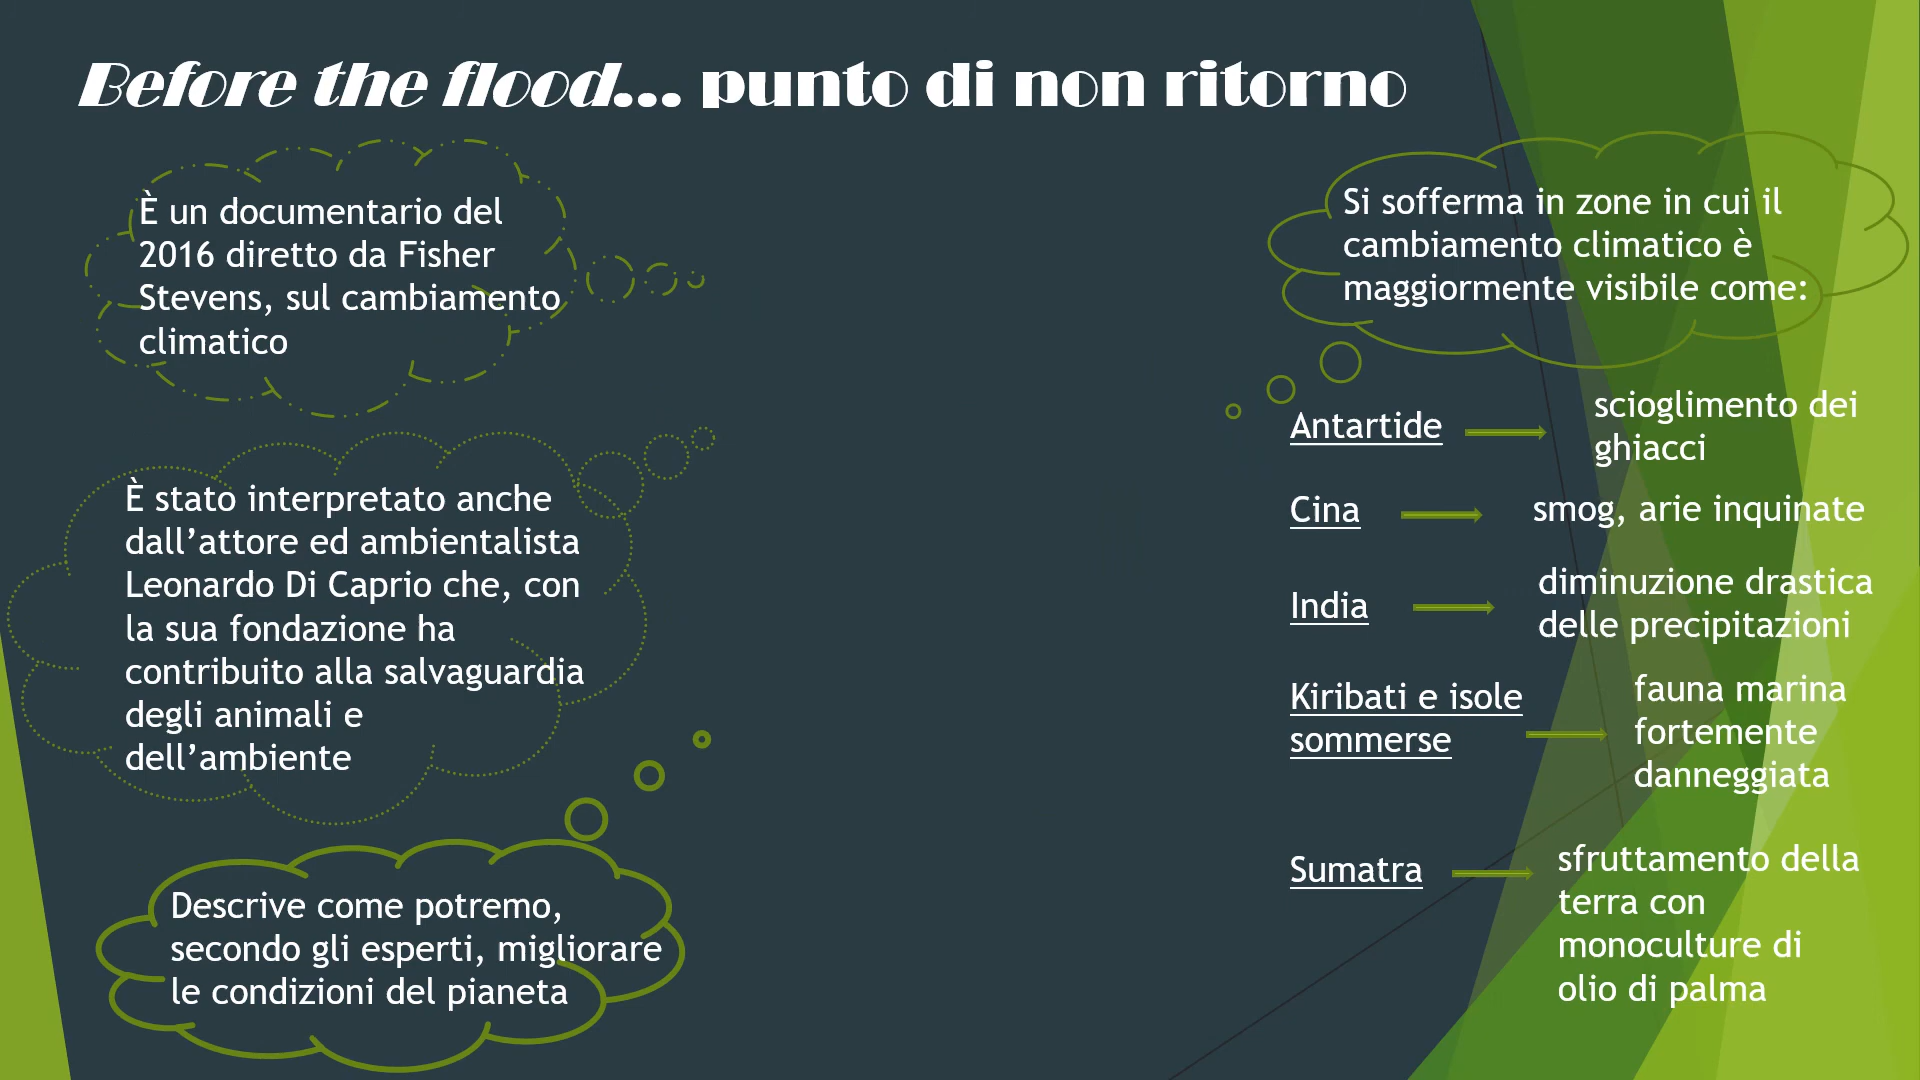 Before the flood... punto di non ritorno
È un documentario del
2016 diretto da Fisher
Stevens, sul cambiamento
climatico
È stato interpretato anche
dall’attore ed ambientalista
Leonardo Di Caprio che, con
la sua fondazione ha
contribuito alla salvaguardia
degli animali e
dell’ambiente
Descrive come potremo,
secondo gli esperti, migliorare
le condizioni del pianeta
Si sofferma in zone in cui il
cambiamento climatico è
maggiormente visibile come:
Antartide
scioglimento dei
ghiacci
Cina
smog, arie inquinate
India
diminuzione drastica
delle precipitazioni
Kiribati e isole
sommerse
fauna marina
fortemente
danneggiata
Sumatra
sfruttamento della
terra con
monoculture di
olio di palma